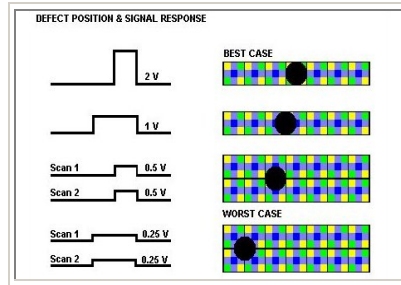 DEFECT POSITION & SIGNAL RESPONSE
BEST CASE
2 V
1 V
Scan 1 0.5 V
Scan 2 0.5 V
WORST CASE
Scan 1 0.25 V
Scan 2 0.25 V